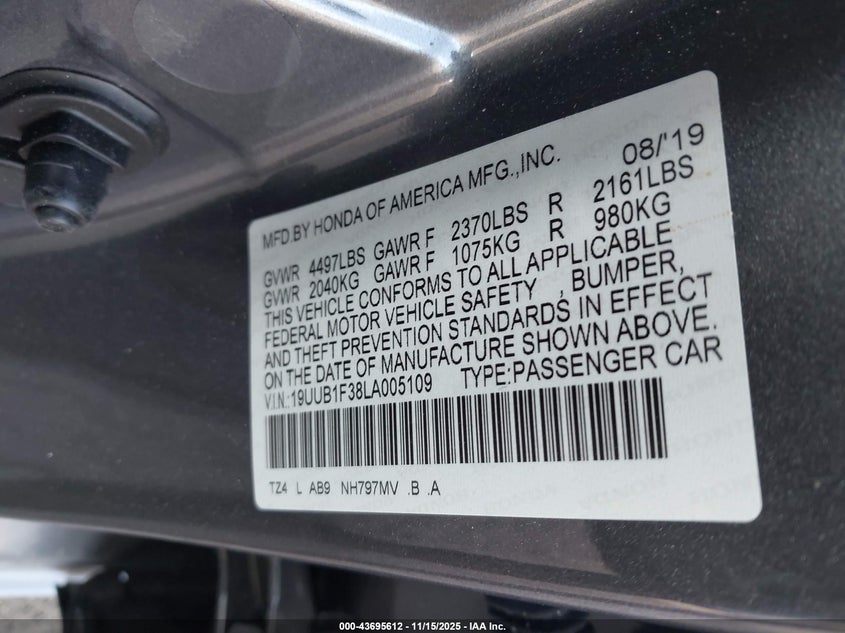 MFD.BY HONDA OF AMERICA MFG.,INC. 08/'19
GVWR 4497LBS GAWR F 2370LBS R 2161LBS
GVWR 2040KG GAWR F 1075KG R 980KG
THIS VEHICLE CONFORMS TO ALL APPLICABLE
FEDERAL MOTOR VEHICLE SAFETY , BUMPER,
AND THEFT PREVENTION STANDARDS IN EFFECT
ON THE DATE OF MANUFACTURE SHOWN ABOVE.
V.I.N.:19UUB1F38LA005109 TYPE:PASSENGER CAR
TZ4 L AB9 NH797MV .B .A
000-43695612 - 11/15/2025 - IAA Inc.